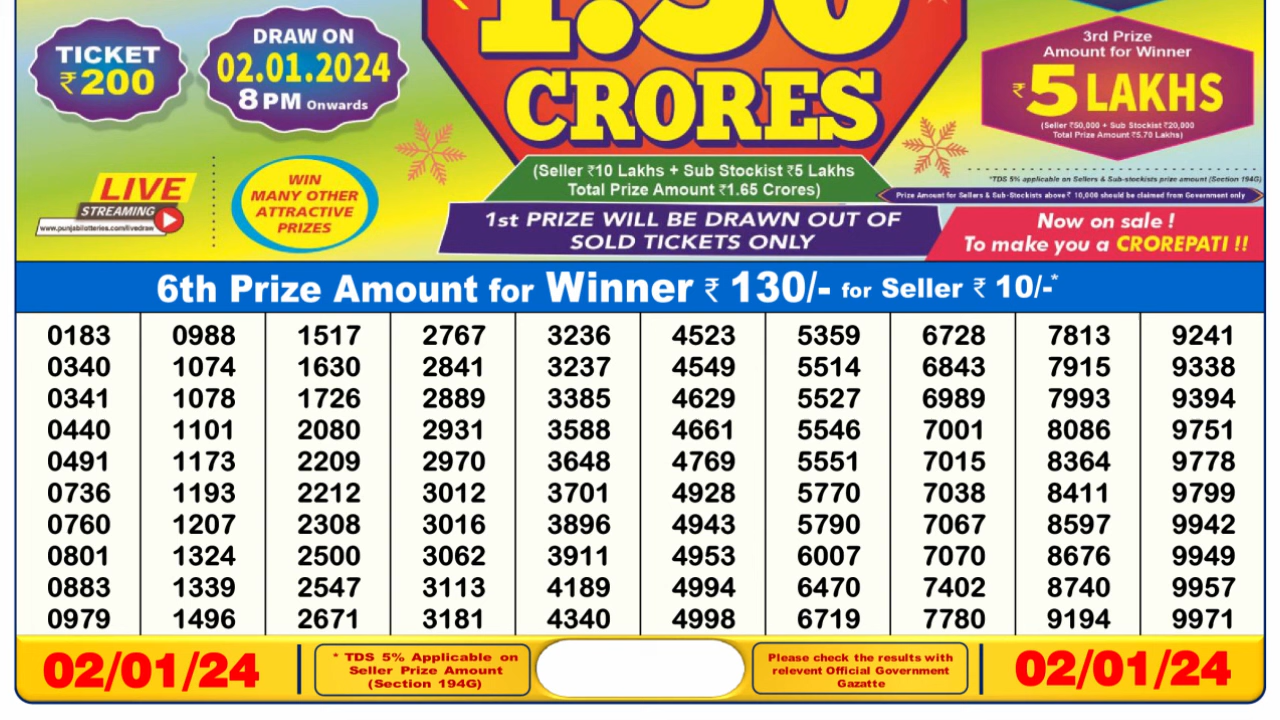 1.50
CRORES
TICKET
₹200
DRAW ON
02.01.2024
8 PM Onwards
3rd Prize
Amount for Winner
₹5 LAKHS
(Seller ₹50,000 + Sub Stockist ₹20,000
Total Prize Amount ₹5.70 Lakhs)
LIVE
STREAMING
www.punjablotteries.com/livedraw
WIN
MANY OTHER
ATTRACTIVE
PRIZES
(Seller ₹10 Lakhs + Sub Stockist ₹5 Lakhs
Total Prize Amount ₹1.65 Crores)
*TDS 5% applicable on Sellers & Sub-stockists prize amount (Section 194G)
Prize Amount for Sellers & Sub-Stockists above ₹ 10,000 should be claimed from Government only
1st PRIZE WILL BE DRAWN OUT OF
SOLD TICKETS ONLY
Now on sale !
To make you a CROREPATI !!
6th Prize Amount for Winner ₹ 130/- for Seller ₹ 10/-*
0183 0988 1517 2767 3236 4523 5359 6728 7813 9241
0340 1074 1630 2841 3237 4549 5514 6843 7915 9338
0341 1078 1726 2889 3385 4629 5527 6989 7993 9394
0440 1101 2080 2931 3588 4661 5546 7001 8086 9751
0491 1173 2209 2970 3648 4769 5551 7015 8364 9778
0736 1193 2212 3012 3701 4928 5770 7038 8411 9799
0760 1207 2308 3016 3896 4943 5790 7067 8597 9942
0801 1324 2500 3062 3911 4953 6007 7070 8676 9949
0883 1339 2547 3113 4189 4994 6470 7402 8740 9957
0979 1496 2671 3181 4340 4998 6719 7780 9194 9971
02/01/24
* TDS 5% Applicable on
Seller Prize Amount
(Section 194G)
Please check the results with
relevent Official Government
Gazatte
02/01/24